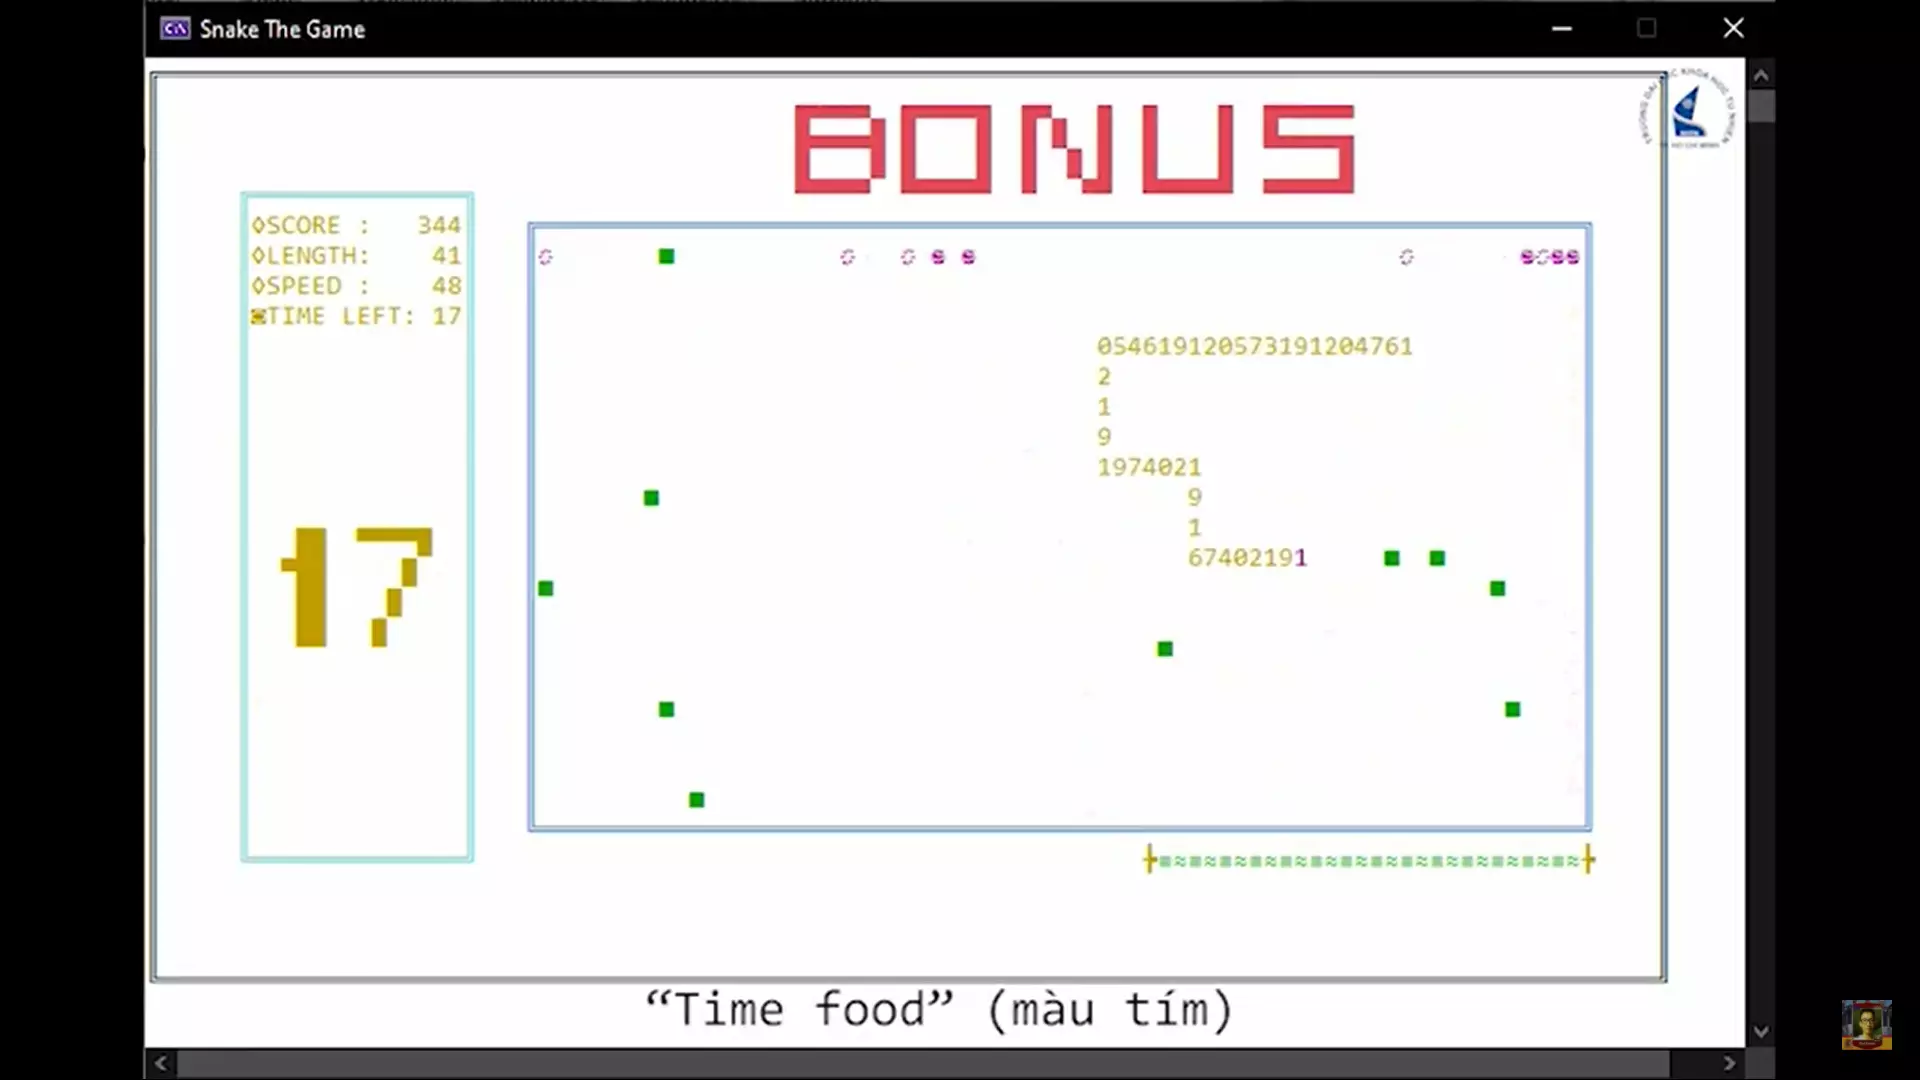 Snake The Game
BONUS
◊SCORE : 344
◊LENGTH: 41
◊SPEED : 48
TIME LEFT: 17
054619120573191204761
2
1
9
1974021
9
1
67402191
17
“Time food” (màu tím)